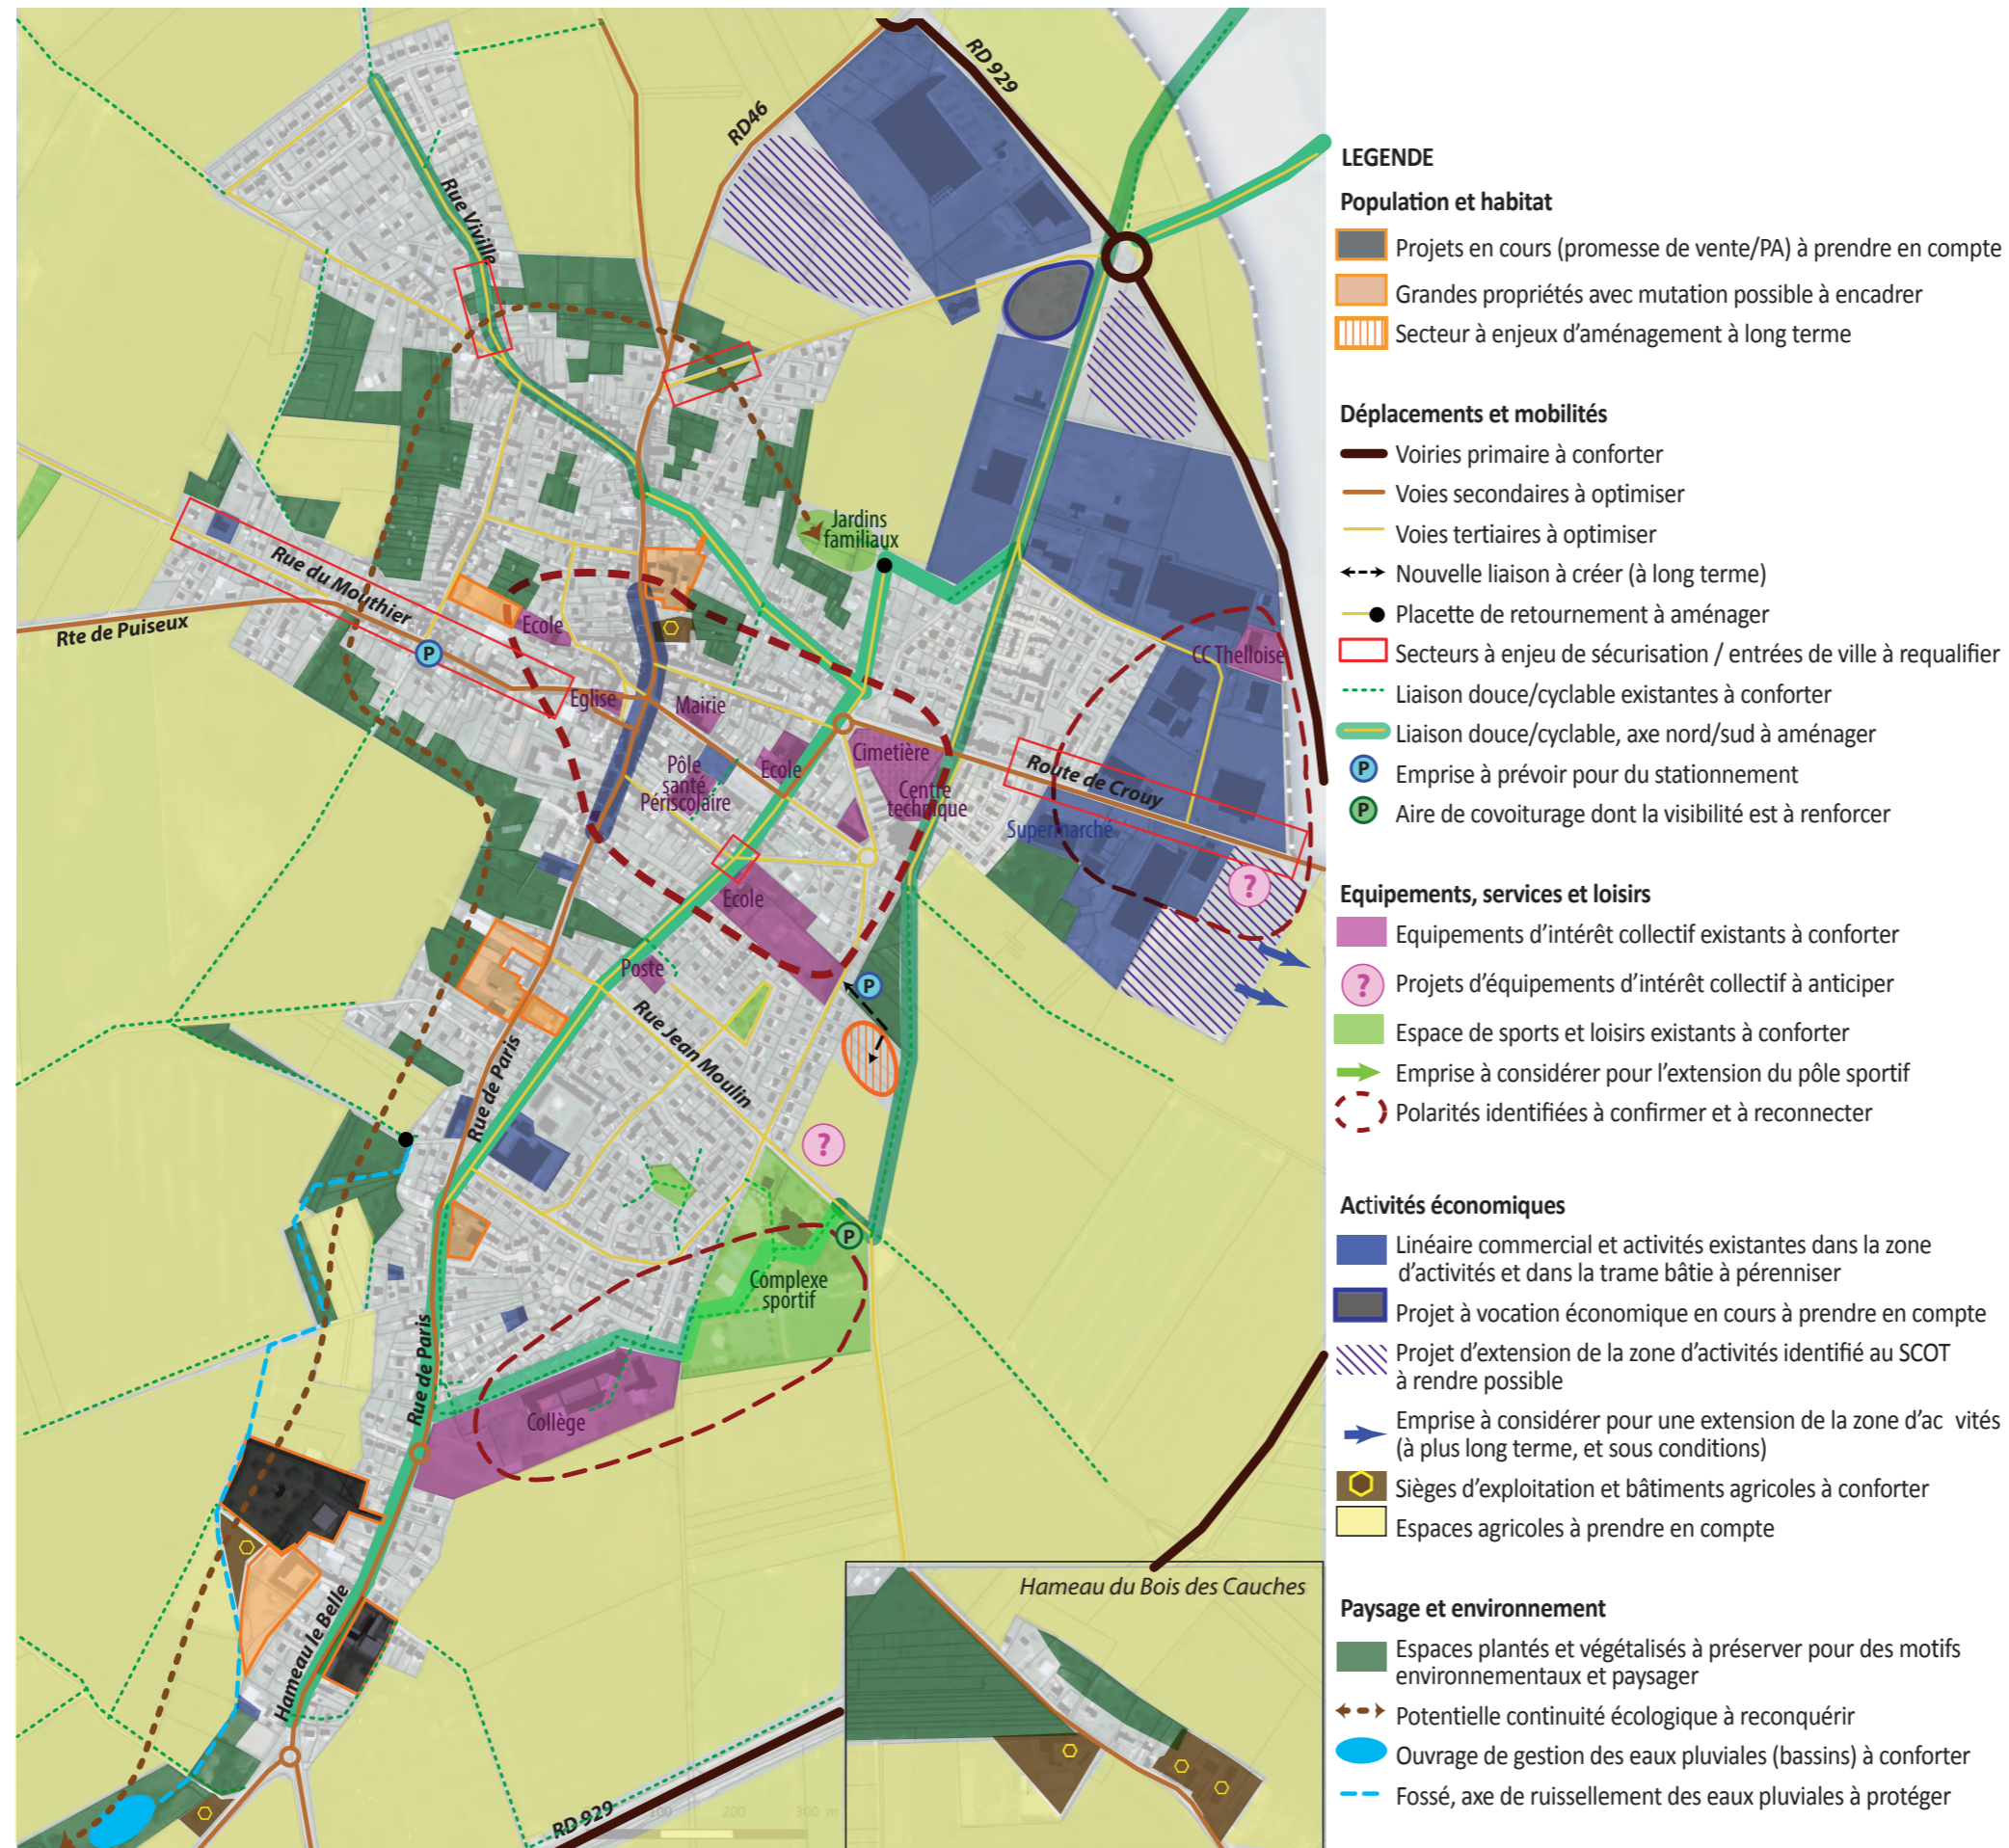 RD 929
RD46
Rue Viville
Jardins
familiaux
Rue du Mouthier
Rte de Puiseux
P
Ecole
CC Thelloise
Eglise
Mairie
Pôle
santé
Périscolaire
Ecole
Cimetière
Centre
technique
Route de Crouy
Supermarché
?
Ecole
Poste
P
Rue Jean Moulin
Rue de Paris
?
P
Complexe
sportif
Rue de Paris
Collège
Hameau le Belle
Hameau du Bois des Cauches
RD 929
100 200 300 m
LEGENDE
Population et habitat
Projets en cours (promesse de vente/PA) à prendre en compte
Grandes propriétés avec mutation possible à encadrer
Secteur à enjeux d'aménagement à long terme
Déplacements et mobilités
Voiries primaire à conforter
Voies secondaires à optimiser
Voies tertiaires à optimiser
Nouvelle liaison à créer (à long terme)
Placette de retournement à aménager
Secteurs à enjeu de sécurisation / entrées de ville à requalifier
Liaison douce/cyclable existantes à conforter
Liaison douce/cyclable, axe nord/sud à aménager
P Emprise à prévoir pour du stationnement
P Aire de covoiturage dont la visibilité est à renforcer
Equipements, services et loisirs
Equipements d'intérêt collectif existants à conforter
? Projets d'équipements d'intérêt collectif à anticiper
Espace de sports et loisirs existants à conforter
Emprise à considérer pour l'extension du pôle sportif
Polarités identifiées à confirmer et à reconnecter
Activités économiques
Linéaire commercial et activités existantes dans la zone
d'activités et dans la trame bâtie à pérenniser
Projet à vocation économique en cours à prendre en compte
Projet d'extension de la zone d'activités identifié au SCOT
à rendre possible
Emprise à considérer pour une extension de la zone d'ac vités
(à plus long terme, et sous conditions)
Sièges d'exploitation et bâtiments agricoles à conforter
Espaces agricoles à prendre en compte
Paysage et environnement
Espaces plantés et végétalisés à préserver pour des motifs
environnementaux et paysager
Potentielle continuité écologique à reconquérir
Ouvrage de gestion des eaux pluviales (bassins) à conforter
Fossé, axe de ruissellement des eaux pluviales à protéger